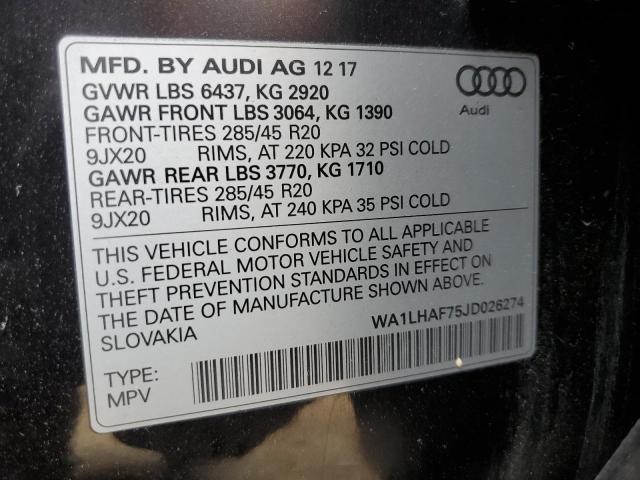 MFD. BY AUDI AG 12 17
GVWR LBS 6437, KG 2920
GAWR FRONT LBS 3064, KG 1390
FRONT-TIRES 285/45 R20
9JX20 RIMS, AT 220 KPA 32 PSI COLD
GAWR REAR LBS 3770, KG 1710
REAR-TIRES 285/45 R20
9JX20 RIMS, AT 240 KPA 35 PSI COLD
Audi
THIS VEHICLE CONFORMS TO ALL APPLICABLE
U.S. FEDERAL MOTOR VEHICLE SAFETY AND
THEFT PREVENTION STANDARDS IN EFFECT ON
THE DATE OF MANUFACTURE SHOWN ABOVE.
SLOVAKIA
WA1LHAF75JD026274
TYPE:
MPV